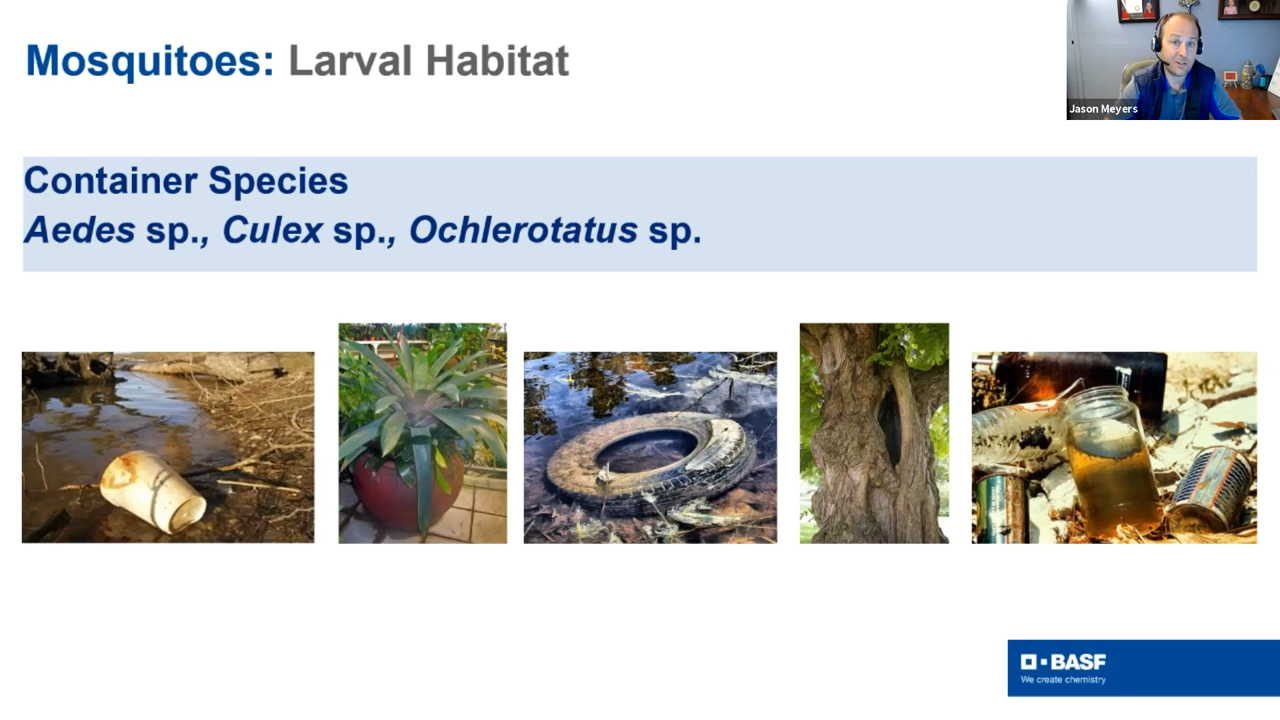 Mosquitoes: Larval Habitat
Jason Meyers
Container Species
Aedes sp., Culex sp., Ochlerotatus sp.
BASF
We create chemistry